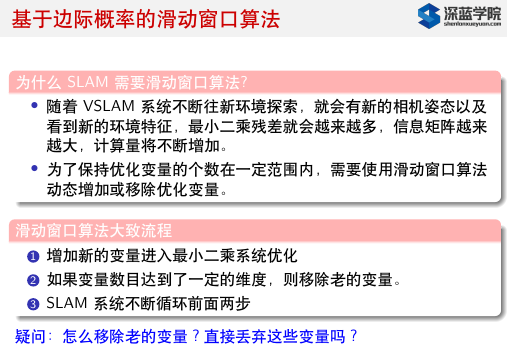 基于边际概率的滑动窗口算法
深蓝学院
shenlanxueyuan.com
为什么 SLAM 需要滑动窗口算法?
随着 VSLAM 系统不断往新环境探索，就会有新的相机姿态以及
看到新的环境特征，最小二乘残差就会越来越多，信息矩阵越来
越大，计算量将不断增加。
为了保持优化变量的个数在一定范围内，需要使用滑动窗口算法
动态增加或移除优化变量。
滑动窗口算法大致流程
1 增加新的变量进入最小二乘系统优化
2 如果变量数目达到了一定的维度，则移除老的变量。
3 SLAM 系统不断循环前面两步
疑问：怎么移除老的变量？直接丢弃这些变量吗？